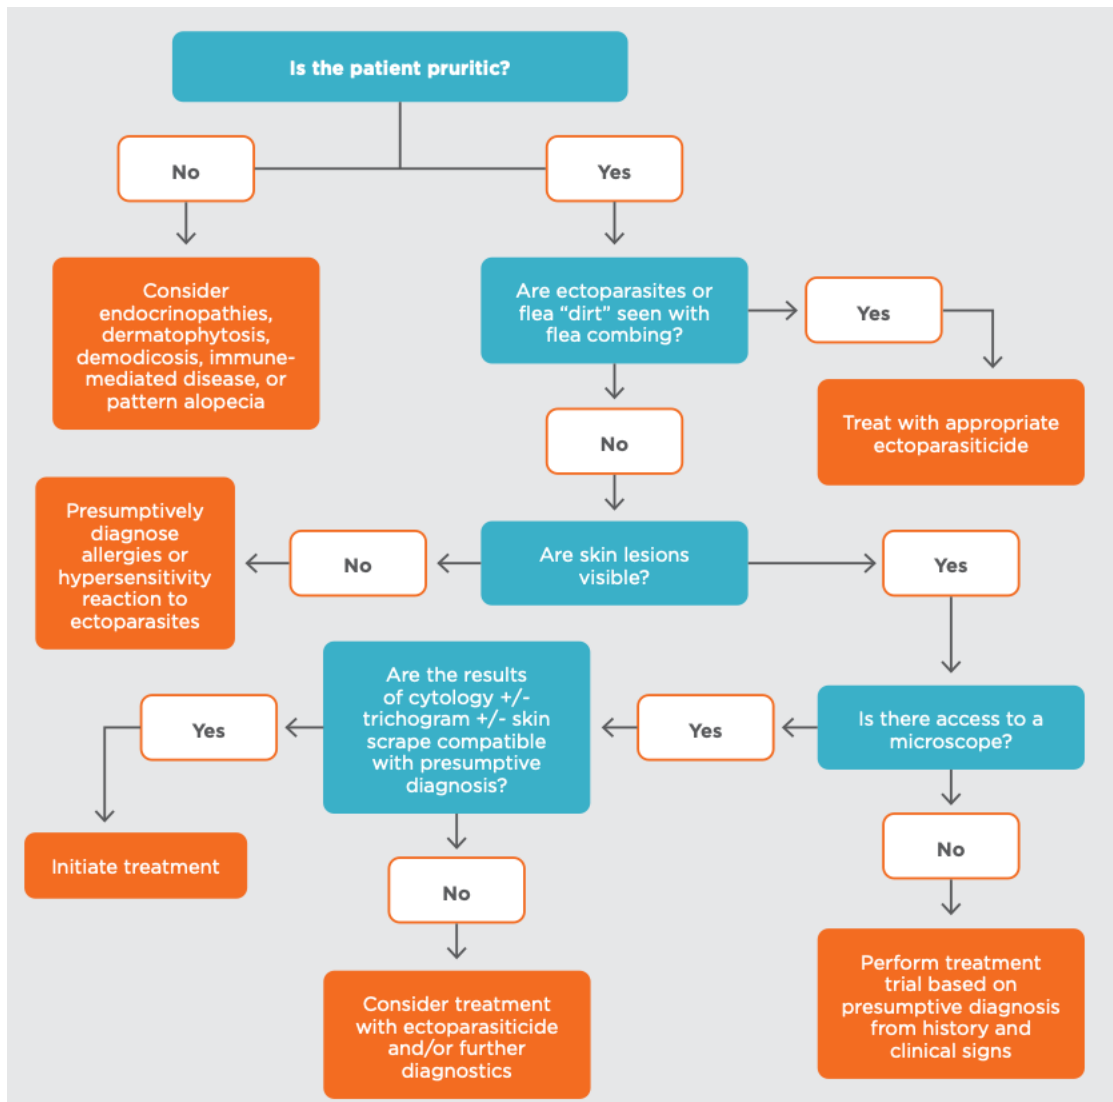 Is the patient pruritic?
No
Yes
Consider
endocrinopathies,
dermatophytosis,
demodicosis, immune-
mediated disease, or
pattern alopecia
Are ectoparasites or
flea “dirt” seen with
flea combing?
Yes
Treat with appropriate
ectoparasiticide
No
Are skin lesions
visible?
No
Presumptively
diagnose
allergies or
hypersensitivity
reaction to
ectoparasites
Yes
Is there access to a
microscope?
Yes
Are the results
of cytology +/-
trichogram +/- skin
scrape compatible
with presumptive
diagnosis?
Yes
Initiate treatment
No
Consider treatment
with ectoparasiticide
and/or further
diagnostics
No
Perform treatment
trial based on
presumptive diagnosis
from history and
clinical signs